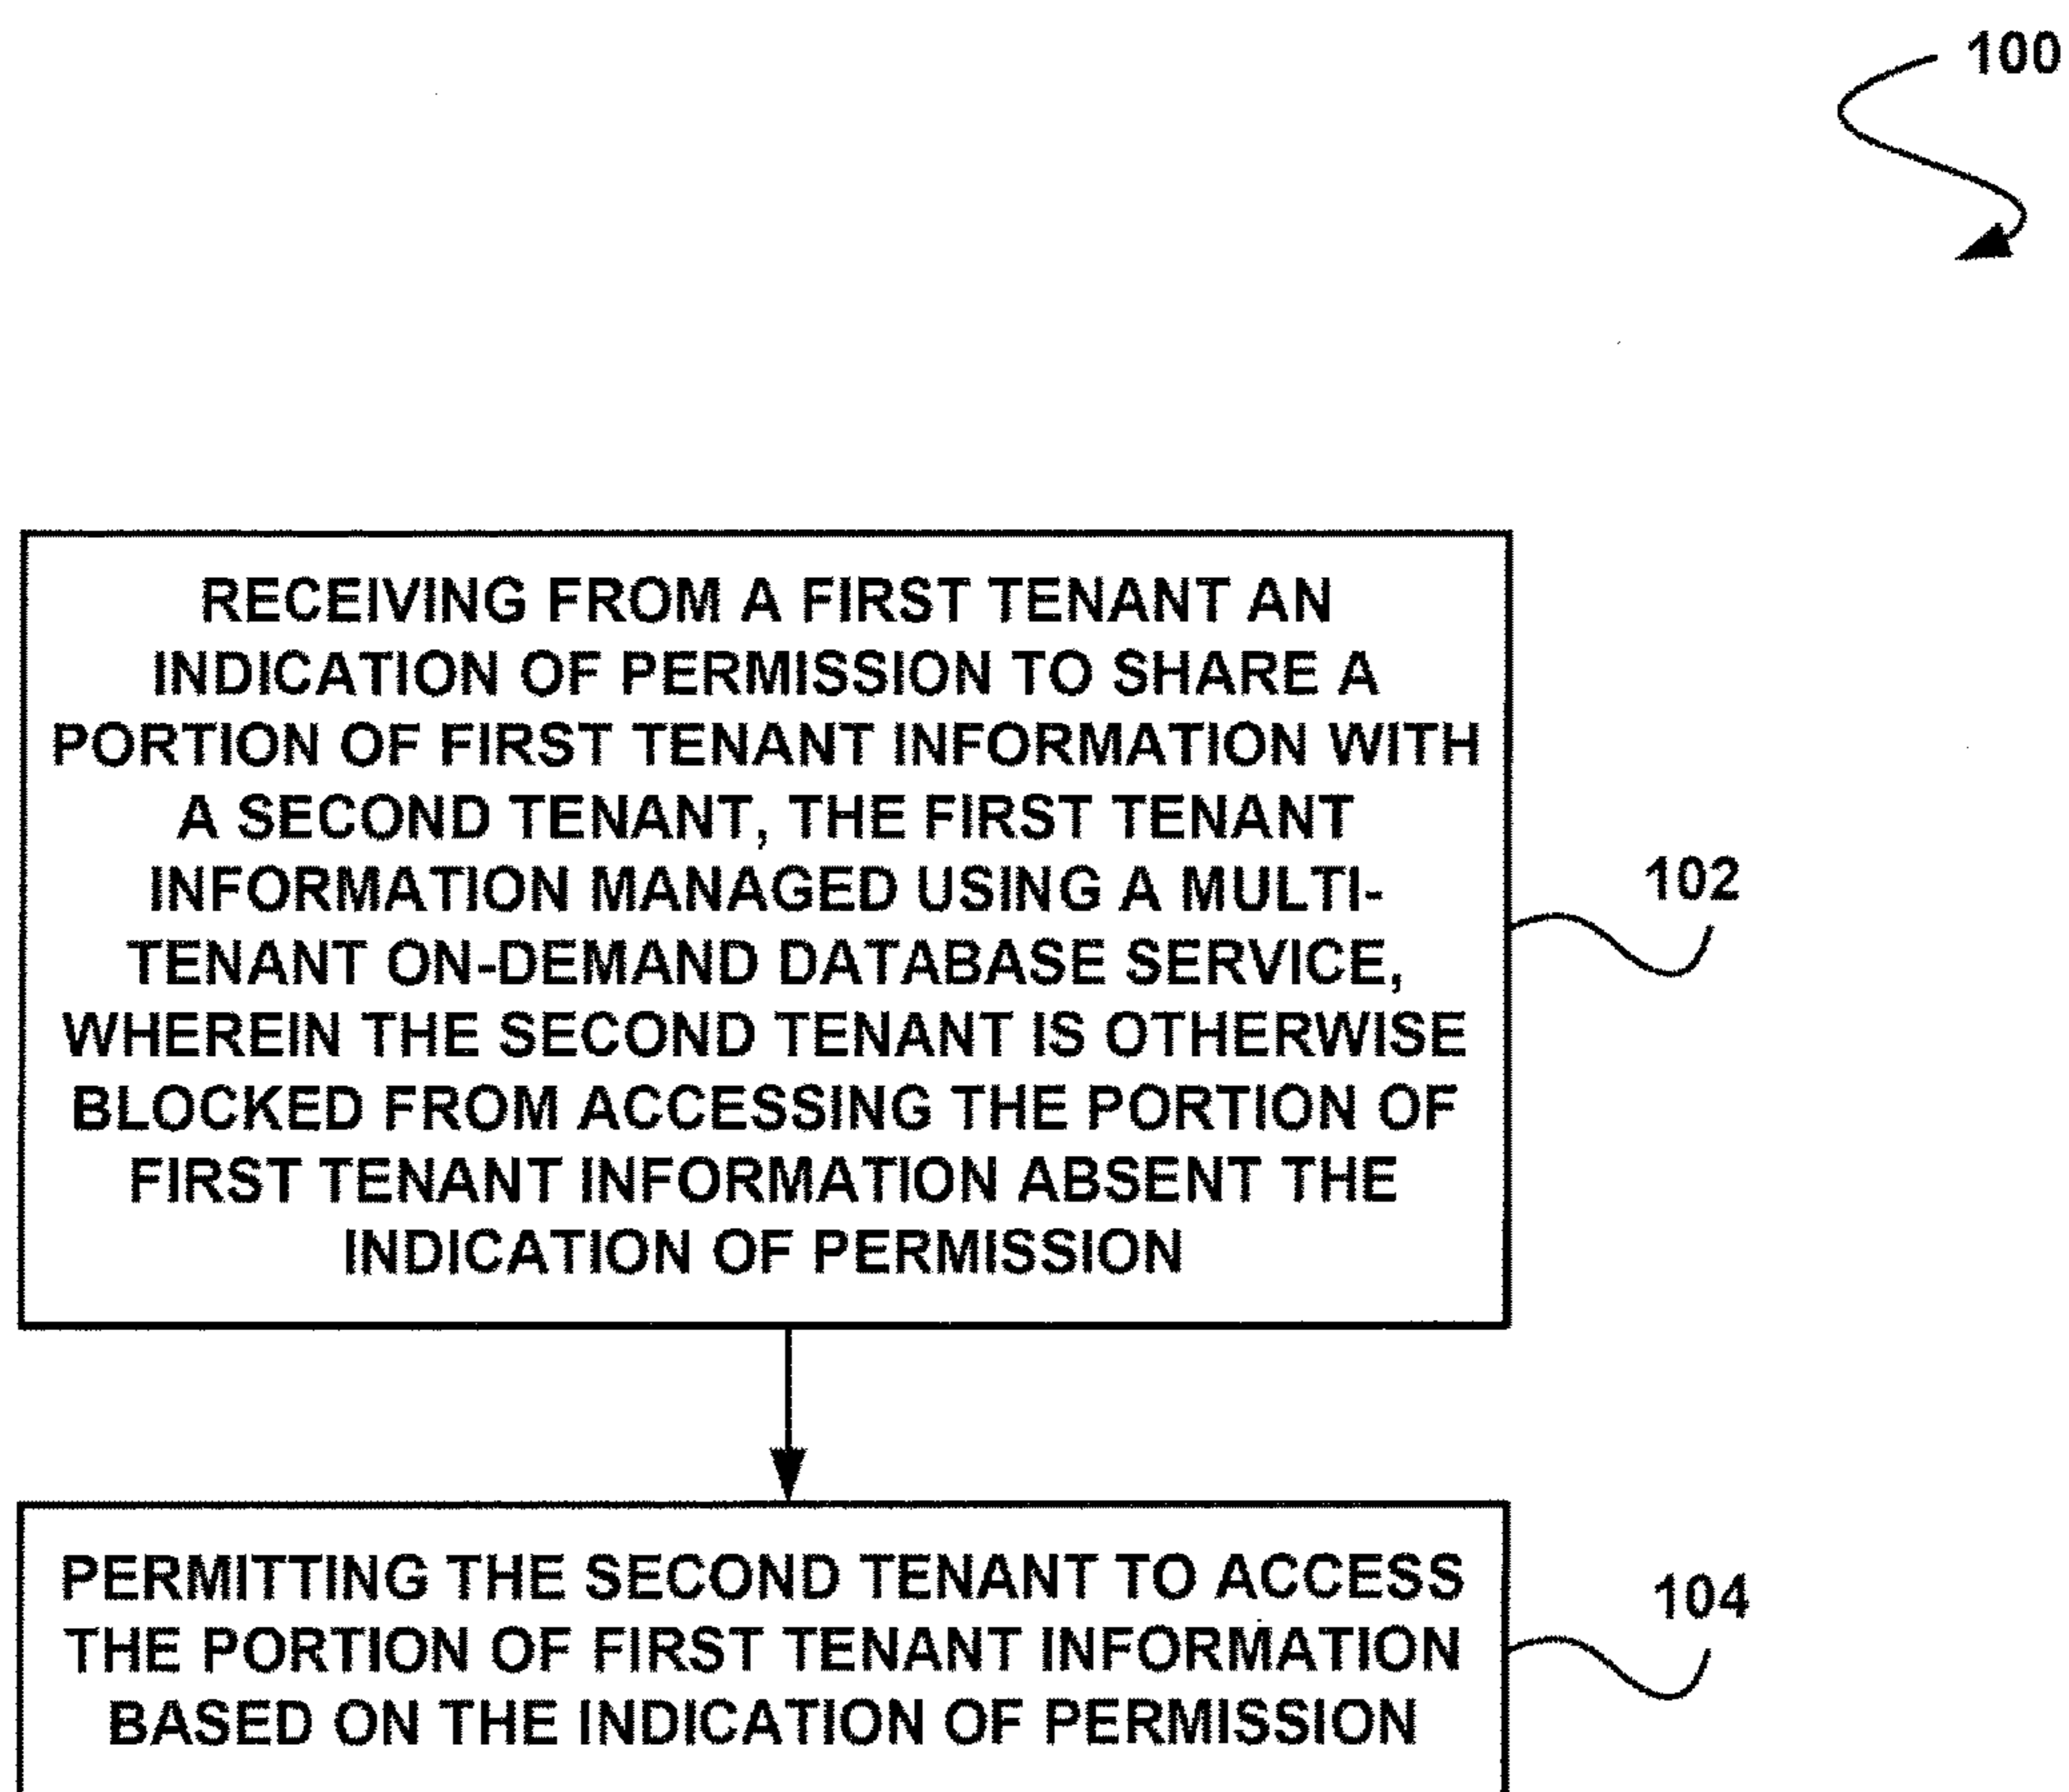 100
RECEIVING FROM A FIRST TENANT AN
INDICATION OF PERMISSION TO SHARE A
PORTION OF FIRST TENANT INFORMATION WITH
A SECOND TENANT, THE FIRST TENANT
INFORMATION MANAGED USING A MULTI-
TENANT ON-DEMAND DATABASE SERVICE,
WHEREIN THE SECOND TENANT IS OTHERWISE
BLOCKED FROM ACCESSING THE PORTION OF
FIRST TENANT INFORMATION ABSENT THE
INDICATION OF PERMISSION
102
PERMITTING THE SECOND TENANT TO ACCESS
THE PORTION OF FIRST TENANT INFORMATION
BASED ON THE INDICATION OF PERMISSION
104